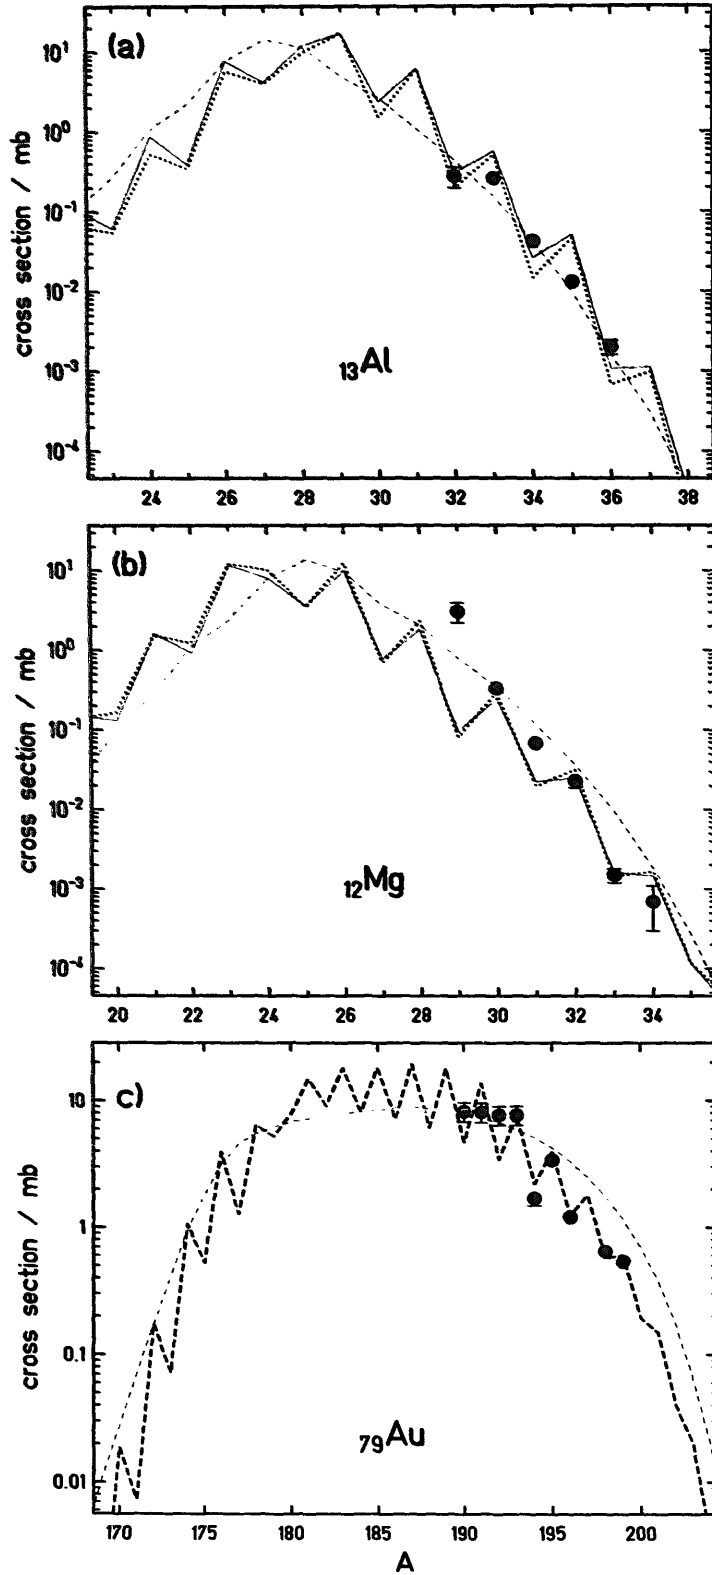 (a)
10¹
10⁰
10⁻¹
10⁻²
10⁻³
10⁻⁴
cross section / mb
₁₃Al
24 26 28 30 32 34 36 38
(b)
10¹
10⁰
10⁻¹
10⁻²
10⁻³
10⁻⁴
cross section / mb
₁₂Mg
20 22 24 26 28 30 32 34
c)
10
1
0.1
0.01
cross section / mb
₇₉Au
170 175 180 185 190 195 200
A